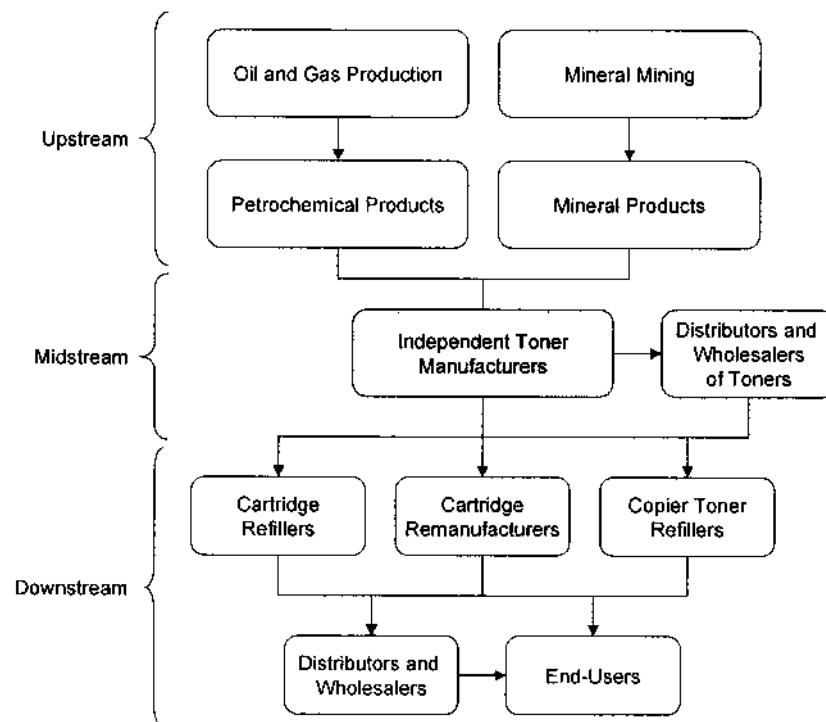 Oil and Gas Production
Mineral Mining
Upstream
Petrochemical Products
Mineral Products
Midstream
Independent Toner
Manufacturers
Distributors and
Wholesalers
of Toners
Cartridge
Refillers
Cartridge
Remanufacturers
Copier Toner
Refillers
Downstream
Distributors and
Wholesalers
End-Users